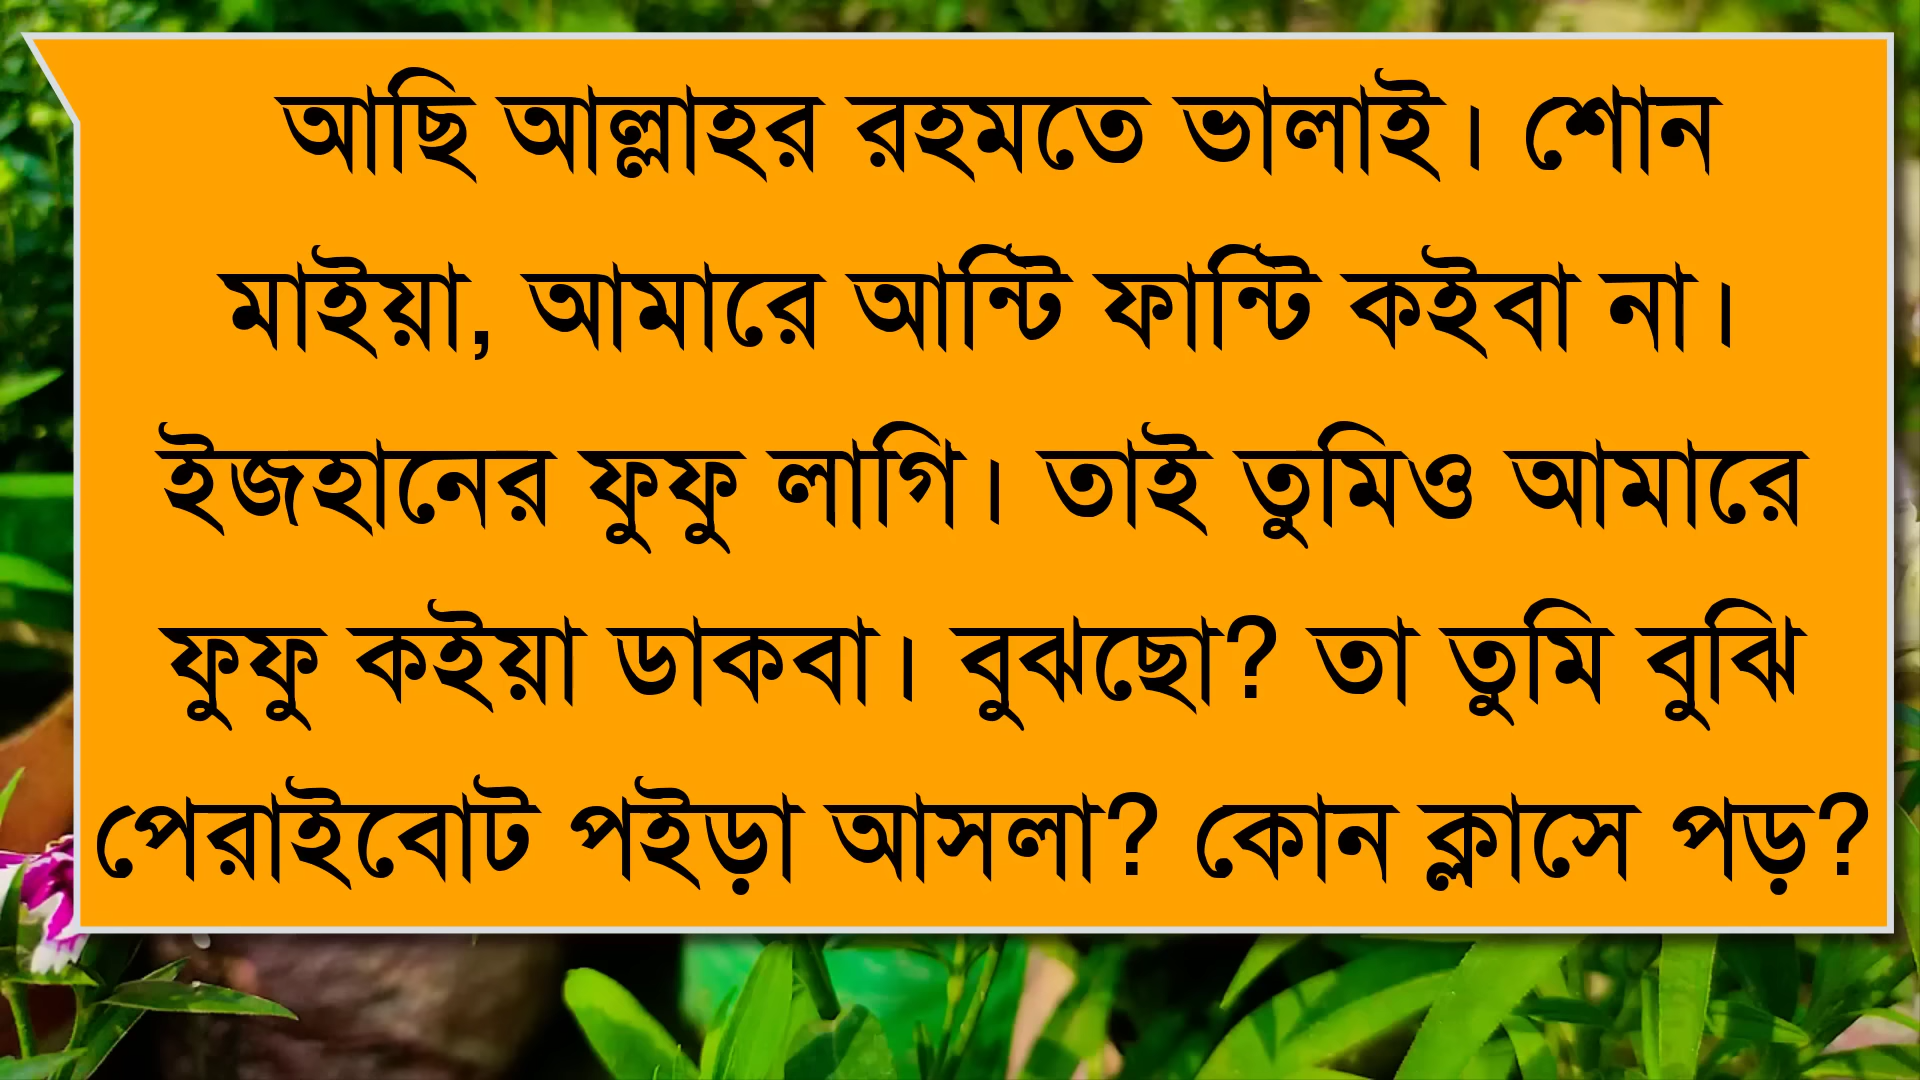 আছি আল্লাহর রহমতে ভালাই। শোন
মাইয়া, আমারে আন্টি ফান্টি কইবা না।
ইজহানের ফুফু লাগি। তাই তুমিও আমারে
ফুফু কইয়া ডাকবা। বুঝছো? তা তুমি বুঝি
পেরাইবোট পইড়া আসলা? কোন ক্লাসে পড়?